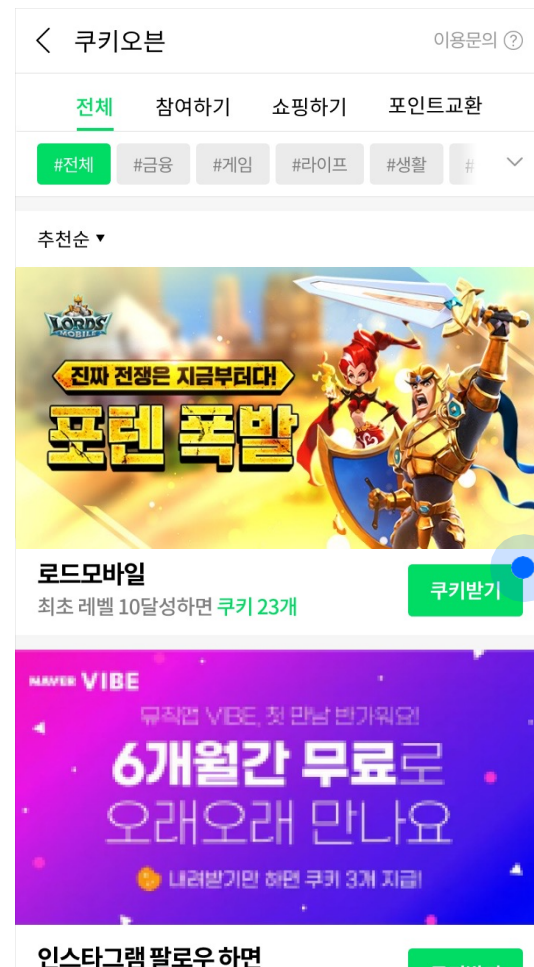 쿠키오븐
이용문의 ?
전체 참여하기 쇼핑하기 포인트교환
#전체 #금융 #게임 #라이프 #생활 #
추천순 ▼
LORDS
MOBILE
진짜 전쟁은 지금부터다!
포텐 폭발
로드모바일
최초 레벨 10달성하면 쿠키 23개
쿠키받기
NAVER VIBE
뮤직앱 VIBE, 첫 만남 반가워요!
6개월간 무료로
오래오래 만나요
내려받기만 하면 쿠키 3개 지급!
인스타그램 팔로우 하면